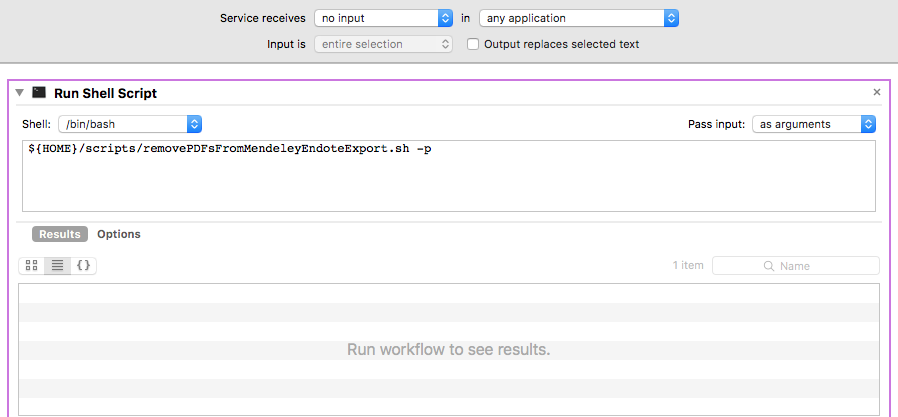 Service receives no input in any application
Input is entire selection Output replaces selected text
Run Shell Script
Shell: /bin/bash Pass input: as arguments
${HOME}/scripts/removePDFsFromMendeleyEndoteExport.sh -p
Results Options
{} 1 item Name
Run workflow to see results.